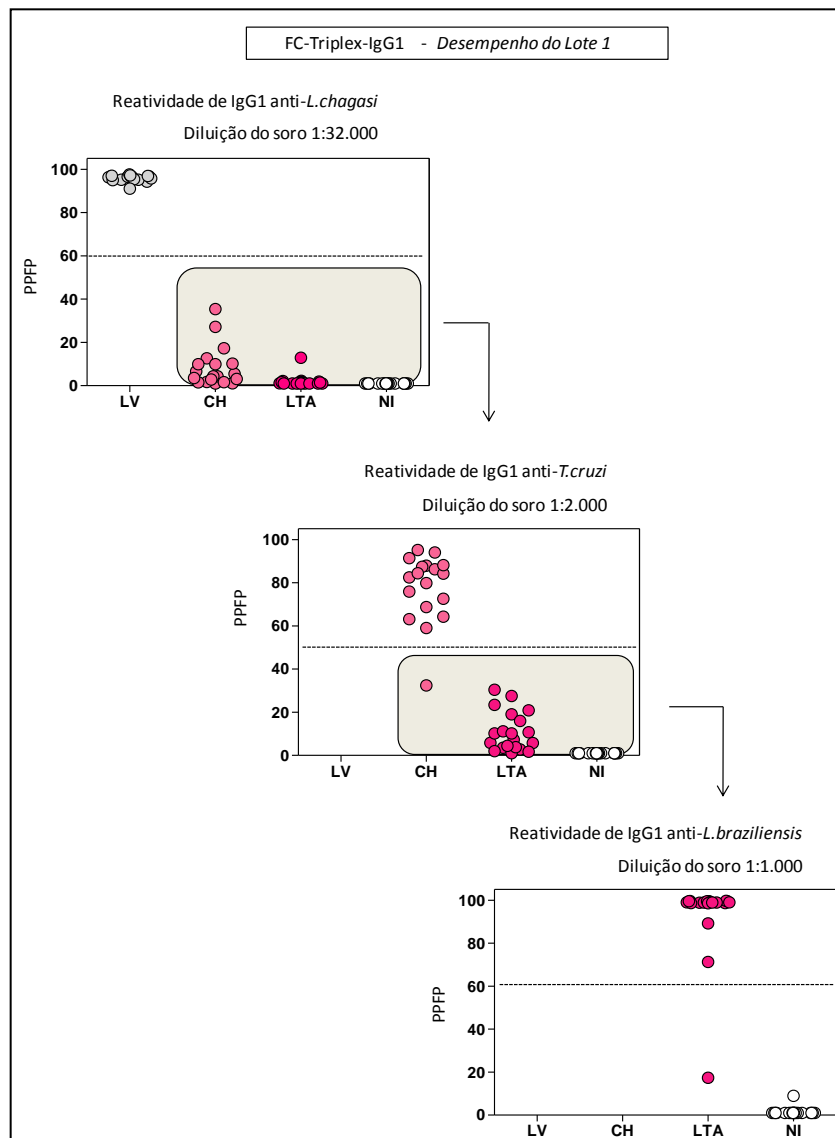 FC-Triplex-IgG1 - Desempenho do Lote 1
Reatividade de IgG1 anti-L.chagasi
Diluição do soro 1:32.000
100
80
60
40
20
0
PPFP
LV CH LTA NI
Reatividade de IgG1 anti-T.cruzi
Diluição do soro 1:2.000
100
80
60
40
20
0
PPFP
LV CH LTA NI
Reatividade de IgG1 anti-L.braziliensis
Diluição do soro 1:1.000
100
80
60
40
20
0
PPFP
LV CH LTA NI